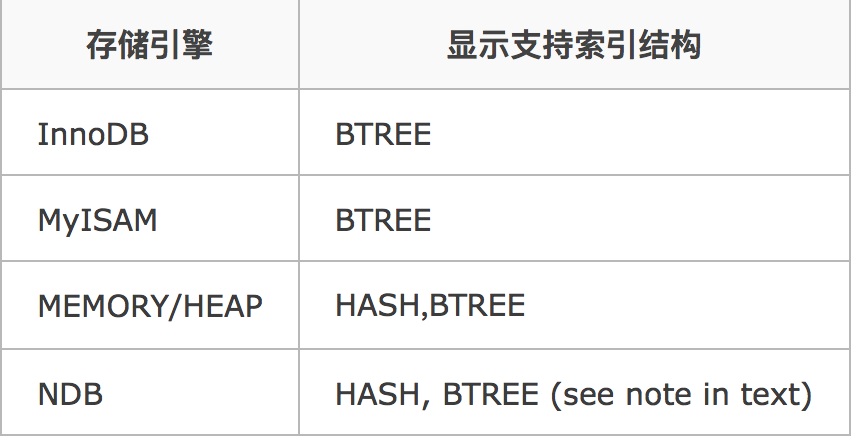 存储引擎 显示支持索引结构
InnoDB BTREE
MyISAM BTREE
MEMORY/HEAP HASH,BTREE
NDB HASH, BTREE (see note in text)